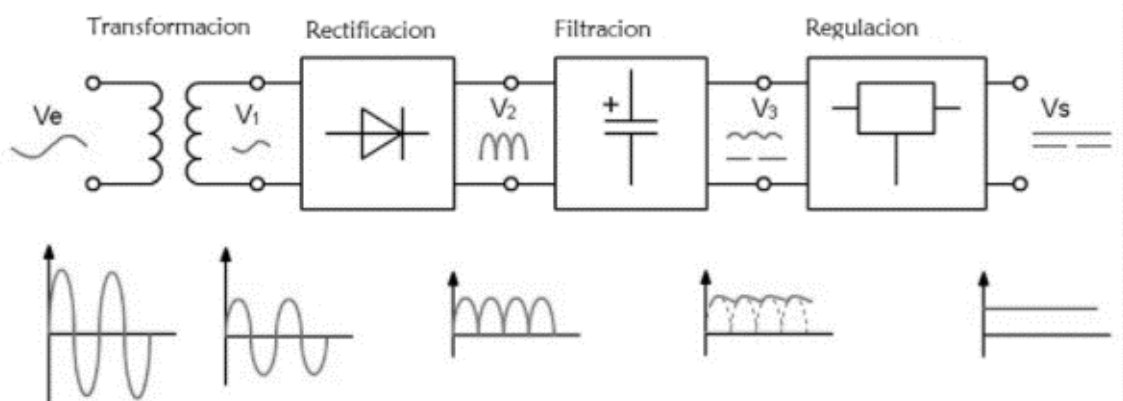 Transformacion
Rectificacion
Filtracion
Regulacion
Ve
V1
V2
+
V3
Vs